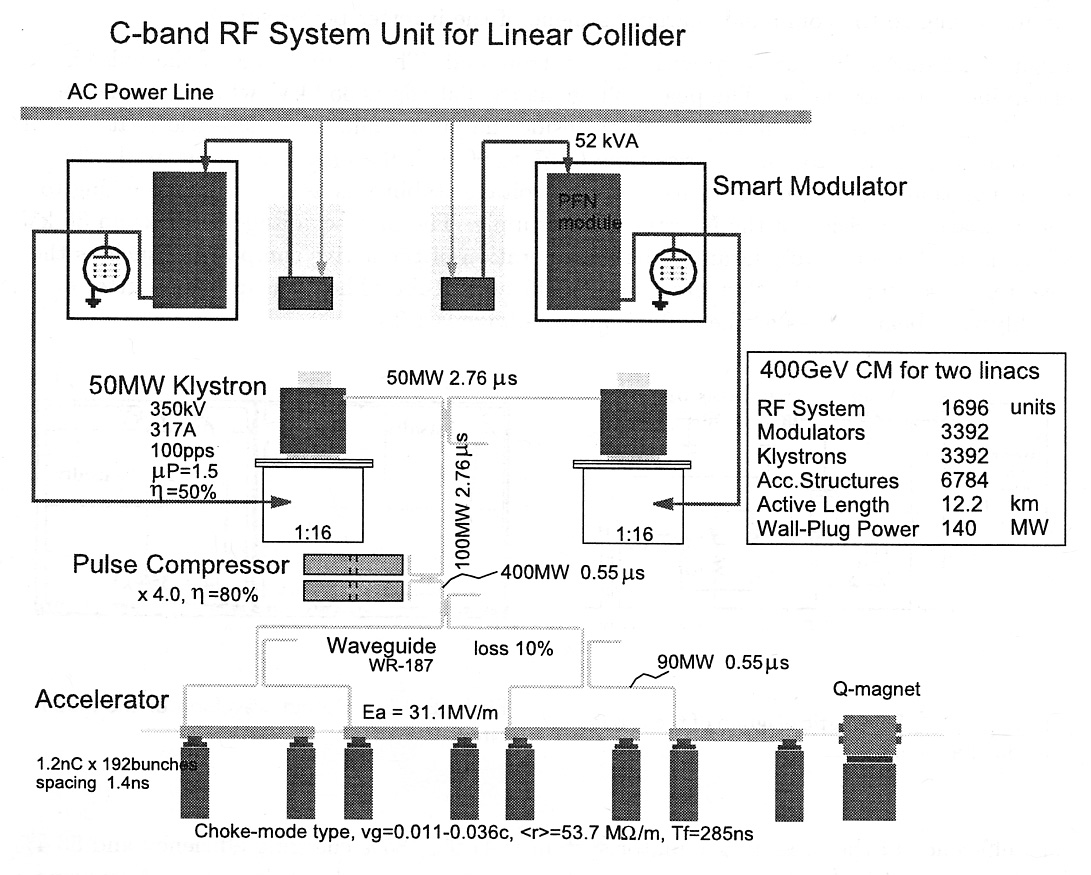 C-band RF System Unit for Linear Collider
AC Power Line
52 kVA
Smart Modulator
PFN
module
50MW Klystron
350kV
317A
100pps
μP=1.5
η=50%
50MW 2.76 μs
100MW 2.76μs
1:16
1:16
400GeV CM for two linacs
RF System 1696 units
Modulators 3392
Klystrons 3392
Acc.Structures 6784
Active Length 12.2 km
Wall-Plug Power 140 MW
Pulse Compressor
x 4.0, η=80%
400MW 0.55μs
Waveguide
WR-187
loss 10%
90MW 0.55μs
Accelerator
Ea = 31.1MV/m
Q-magnet
1.2nC x 192bunches
spacing 1.4ns
Choke-mode type, vg=0.011-0.036c, <r>=53.7 MΩ/m, Tf=285ns